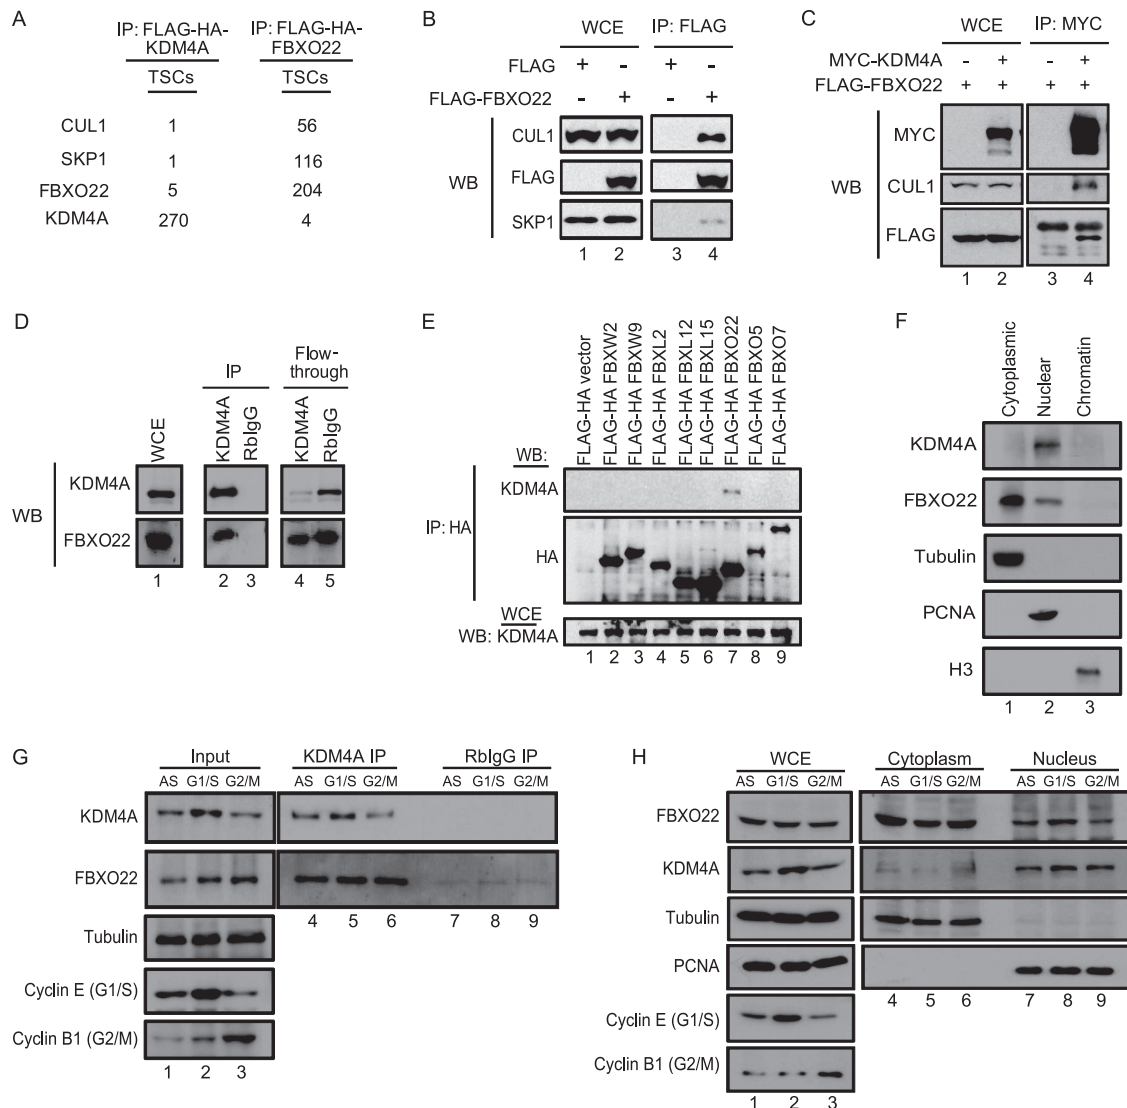 A
IP: FLAG-HA-
KDM4A
IP: FLAG-HA-
FBXO22
TSCs
TSCs
CUL1 1 56
SKP1 1 116
FBXO22 5 204
KDM4A 270 4
B
WCE IP: FLAG
FLAG + - + -
FLAG-FBXO22 - + - +
WB
CUL1
FLAG
SKP1
1 2 3 4
C
WCE IP: MYC
MYC-KDM4A - + - +
FLAG-FBXO22 + + + +
WB
MYC
CUL1
FLAG
1 2 3 4
D
IP
Flow-
through
WCE
KDM4A
RbIgG
KDM4A
RbIgG
WB
KDM4A
FBXO22
1 2 3 4 5
E
FLAG-HA vector
FLAG-HA FBXW2
FLAG-HA FBXW9
FLAG-HA FBXL2
FLAG-HA FBXL12
FLAG-HA FBXL15
FLAG-HA FBXO22
FLAG-HA FBXO5
FLAG-HA FBXO7
WB:
IP: HA
KDM4A
HA
WCE
WB: KDM4A
1 2 3 4 5 6 7 8 9
F
Cytoplasmic
Nuclear
Chromatin
KDM4A
FBXO22
Tubulin
PCNA
H3
1 2 3
G
Input KDM4A IP RbIgG IP
AS G1/S G2/M AS G1/S G2/M AS G1/S G2/M
KDM4A
FBXO22
4 5 6 7 8 9
Tubulin
Cyclin E (G1/S)
Cyclin B1 (G2/M)
1 2 3
H
WCE Cytoplasm Nucleus
AS G1/S G2/M AS G1/S G2/M AS G1/S G2/M
FBXO22
KDM4A
Tubulin
PCNA
4 5 6 7 8 9
Cyclin E (G1/S)
Cyclin B1 (G2/M)
1 2 3